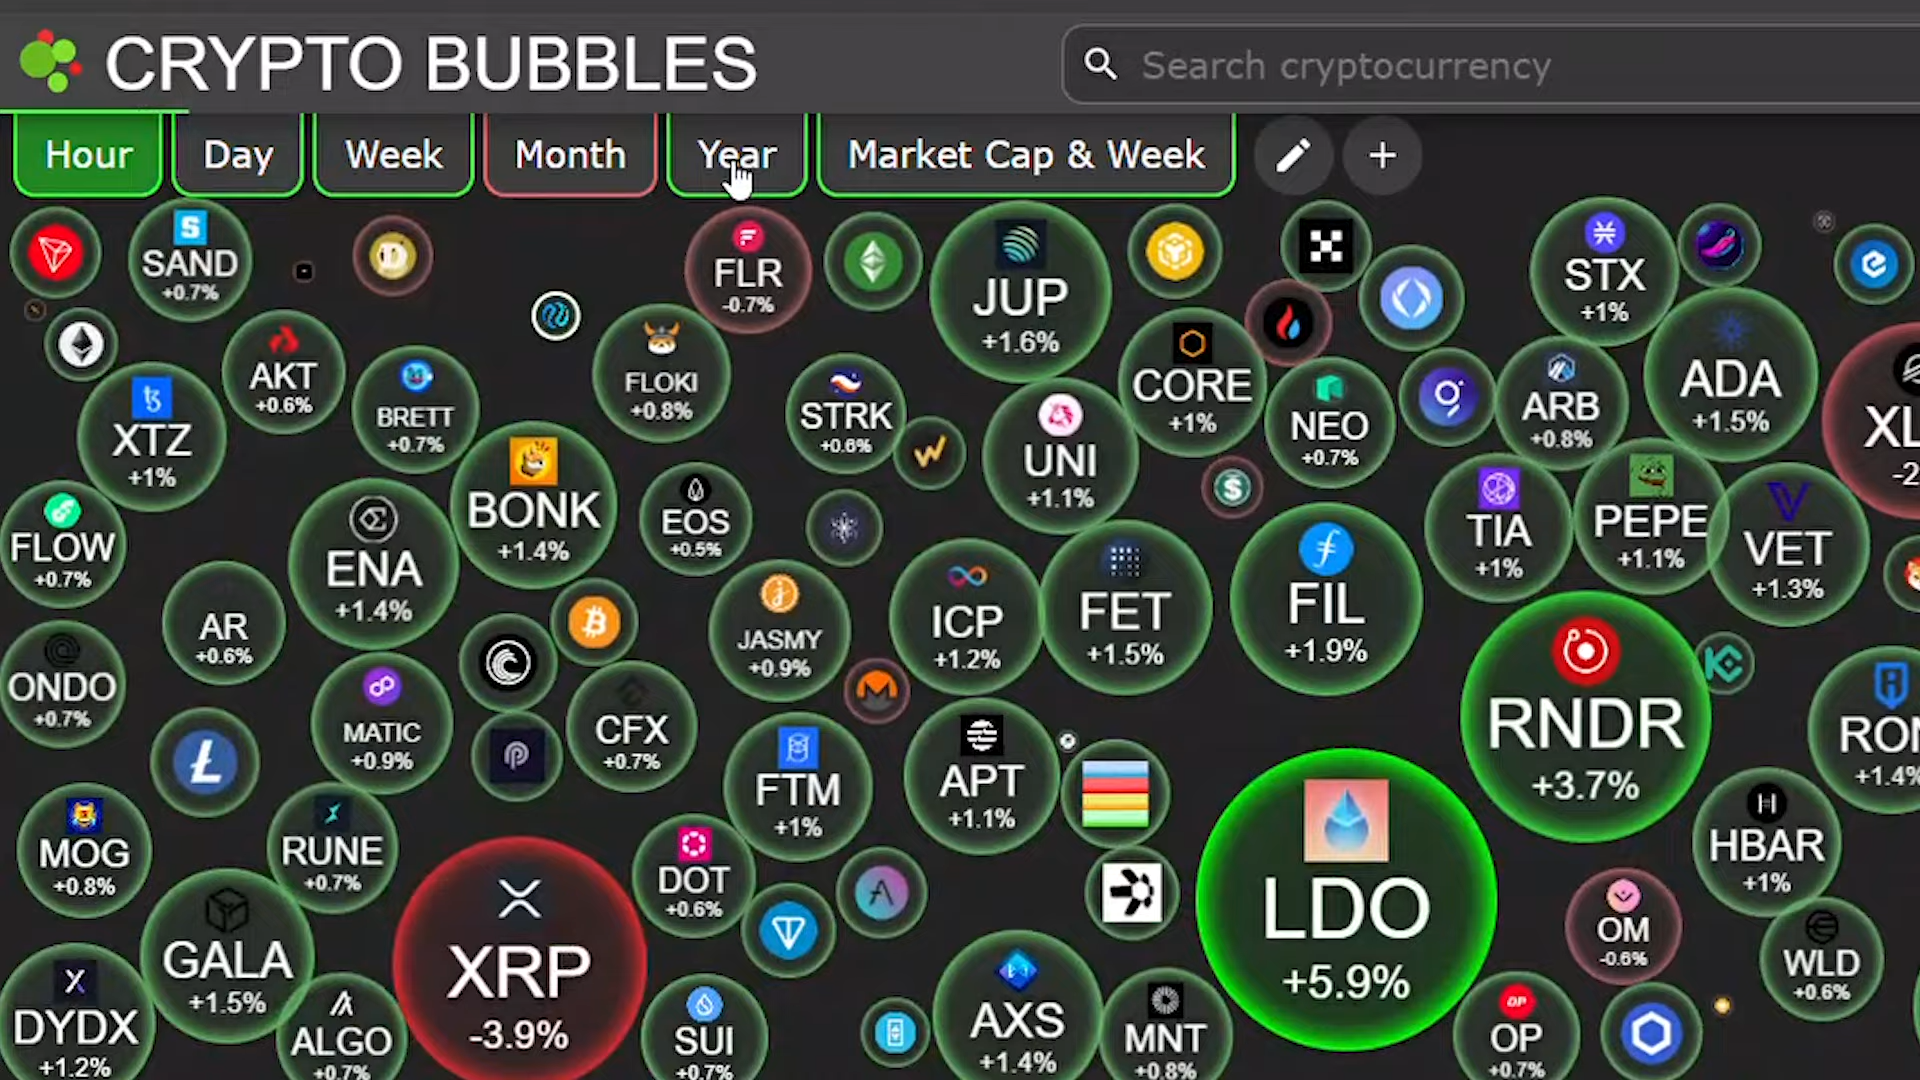 CRYPTO BUBBLES
Search cryptocurrency
Hour
Day
Week
Month
Year
Market Cap & Week
SAND
+0.7%
FLR
-0.7%
JUP
+1.6%
STX
+1%
AKT
+0.6%
BRETT
+0.7%
FLOKI
+0.8%
STRK
+0.6%
CORE
+1%
NEO
+0.7%
ARB
+0.8%
ADA
+1.5%
XTZ
+1%
BONK
+1.4%
EOS
+0.5%
UNI
+1.1%
TIA
+1%
PEPE
+1.1%
VET
+1.3%
FLOW
+0.7%
ENA
+1.4%
AR
+0.6%
JASMY
+0.9%
ICP
+1.2%
FET
+1.5%
FIL
+1.9%
ONDO
+0.7%
MATIC
+0.9%
CFX
+0.7%
FTM
+1%
APT
+1.1%
RNDR
+3.7%
+1.4%
MOG
+0.8%
RUNE
+0.7%
DOT
+0.6%
LDO
+5.9%
HBAR
+1%
GALA
+1.5%
XRP
-3.9%
OM
-0.6%
WLD
+0.6%
DYDX
+1.2%
ALGO
+0.7%
SUI
+0.7%
AXS
+1.4%
MNT
+0.8%
OP
OP
+0.7%